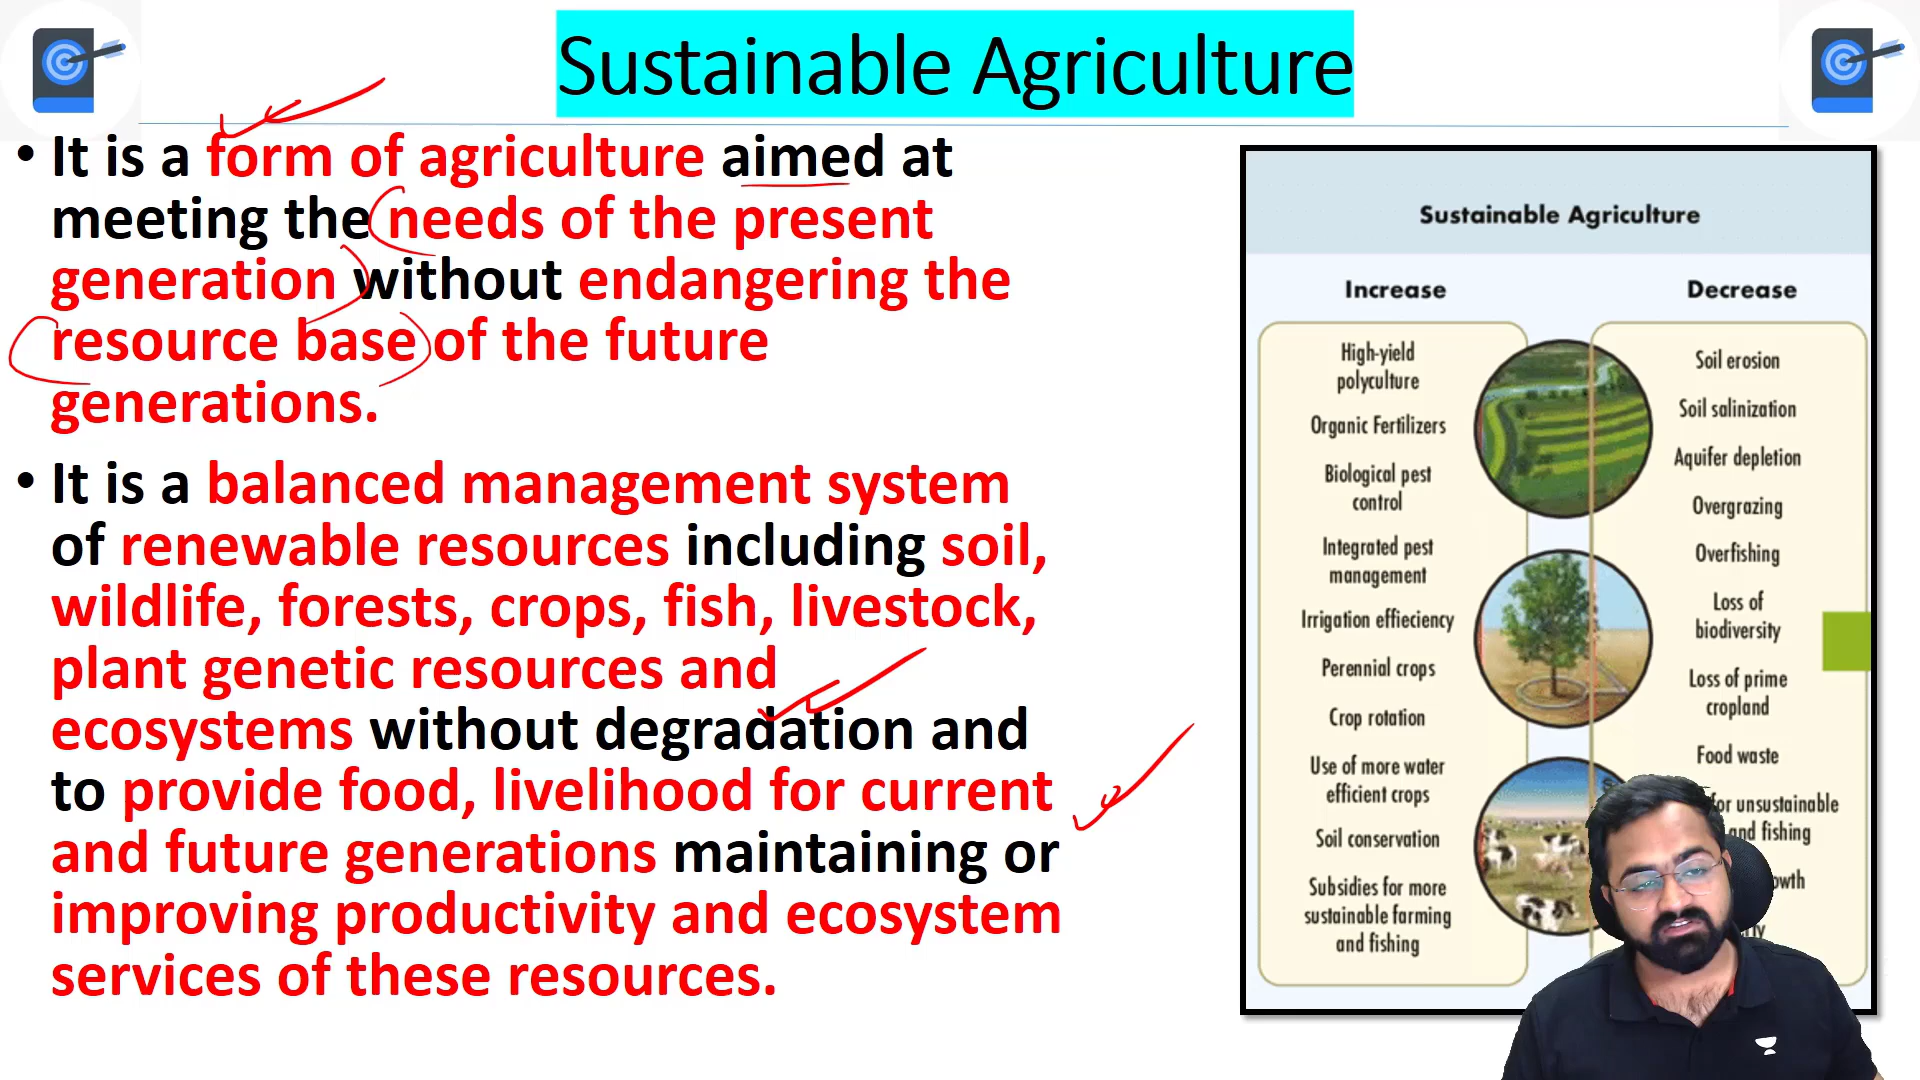 Sustainable Agriculture
• It is a form of agriculture aimed at
meeting the needs of the present
generation without endangering the
resource base of the future
generations.
• It is a balanced management system
of renewable resources including soil,
wildlife, forests, crops, fish, livestock,
plant genetic resources and
ecosystems without degradation and
to provide food, livelihood for current
and future generations maintaining or
improving productivity and ecosystem
services of these resources.
Sustainable Agriculture
Increase
High-yield
polyculture
Organic Fertilizers
Biological pest
control
Integrated pest
management
Irrigation effieciency
Perennial crops
Crop rotation
Use of more water
efficient crops
Soil conservation
Subsidies for more
sustainable farming
and fishing
Decrease
Soil erosion
Soil salinization
Aquifer depletion
Overgrazing
Overfishing
Loss of
biodiversity
Loss of prime
cropland
Food waste
for unsustainable
and fishing